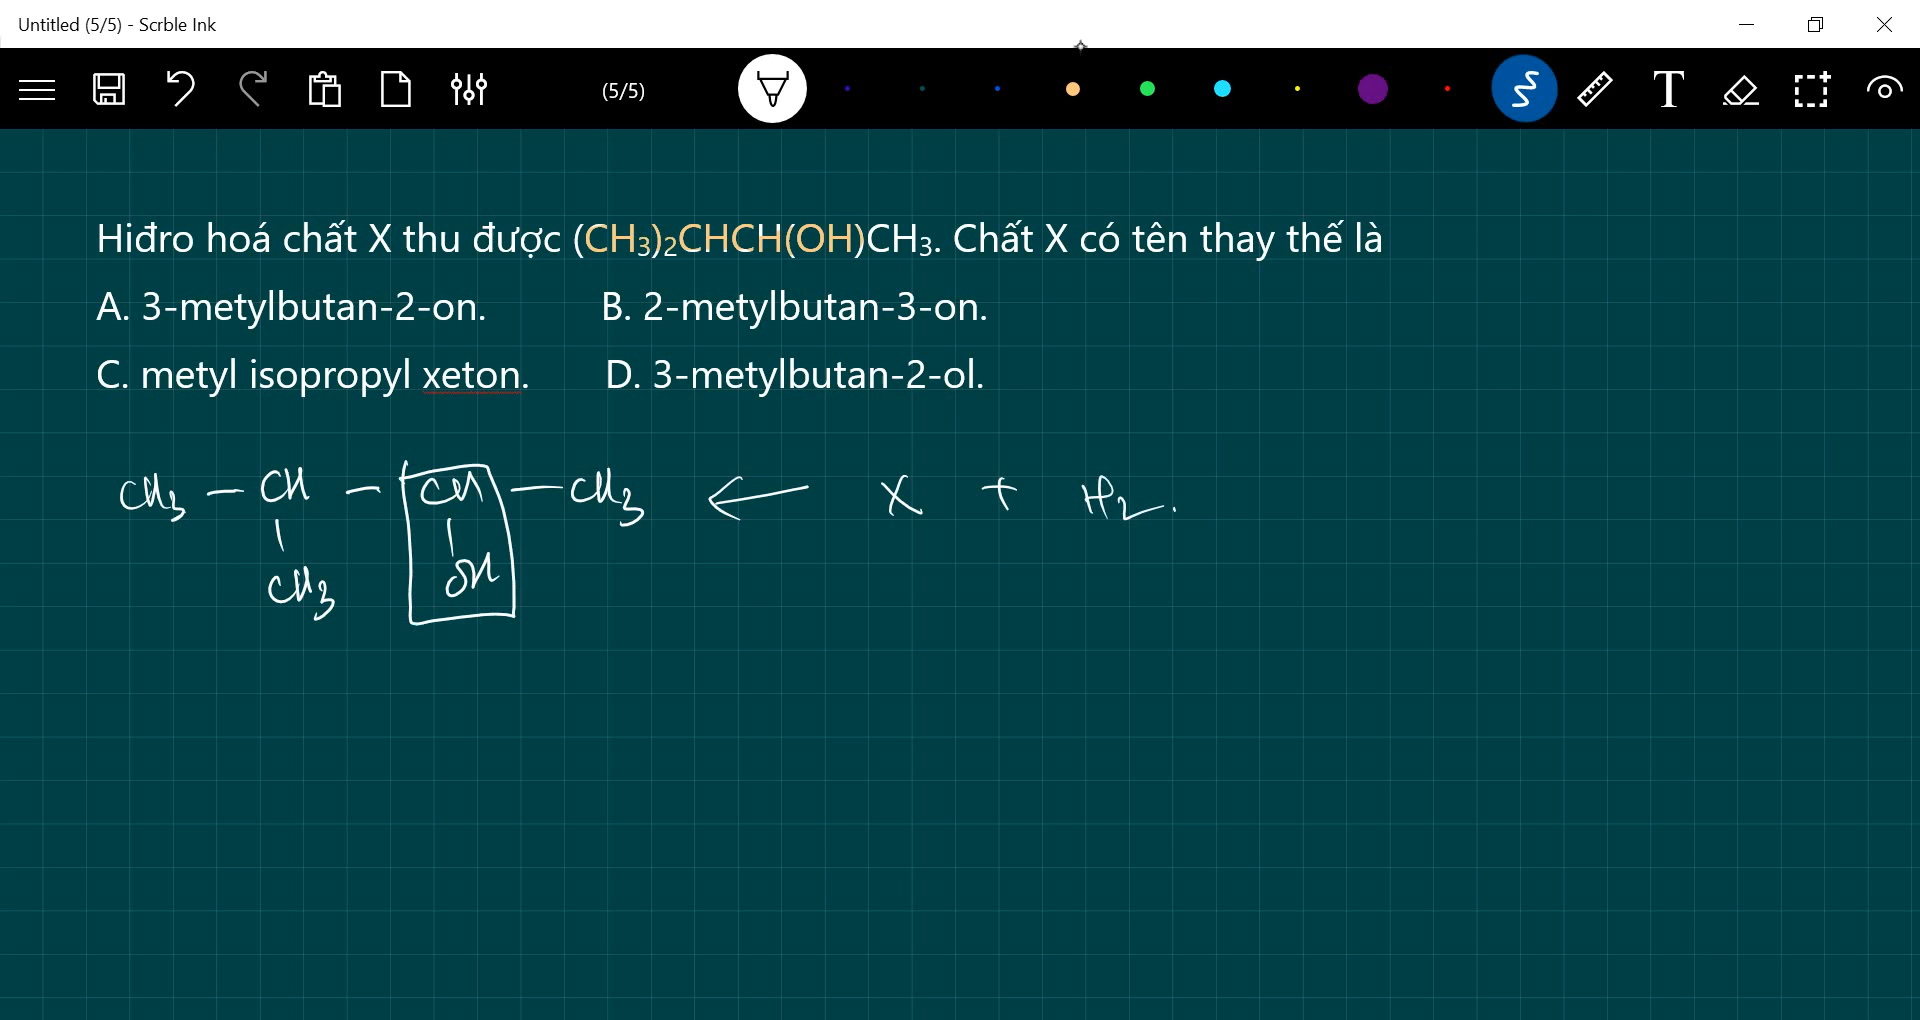 Untitled (5/5) - Scrble Ink
(5/5)
T
Hiđro hoá chất X thu được (CH₃)₂CHCH(OH)CH₃. Chất X có tên thay thế là
A. 3-metylbutan-2-on. B. 2-metylbutan-3-on.
C. metyl isopropyl xeton. D. 3-metylbutan-2-ol.
CH₃ – CH – CH – CH₃ ← X + H₂.
CH₃ OH